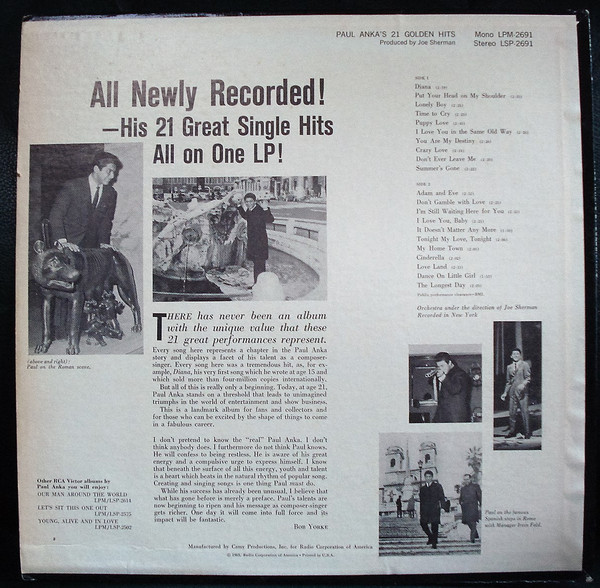 PAUL ANKA'S 21 GOLDEN HITS Mono LPM-2691
Produced by Joe Sherman Stereo LSP-2691
All Newly Recorded!
—His 21 Great Single Hits
All on One LP!
SIDE 1
Diana
Put Your Head on My Shoulder
Lonely Boy
Time to Cry
Puppy Love
I Love You in the Same Old Way
You Are My Destiny
Crazy Love
Don't Ever Leave Me
Summer's Gone
SIDE 2
Adam and Eve
Don't Gamble with Love
I'm Still Waiting Here for You
I Love You, Baby
It Doesn't Matter Any More
Tonight My Love, Tonight
My Home Town
Cinderella
Love Land
Dance On Little Girl
The Longest Day
Orchestra under the direction of Joe Sherman
Recorded in New York
(above and right):
Paul on the Roman scene.
THERE has never been an album
with the unique value that these
21 great performances represent.
Every song here represents a chapter in the Paul Anka
story and displays a facet of his talent as a composer-
singer. Every song here was a tremendous hit, as, for ex-
ample, Diana, his very first song which he wrote at age 15 and
which sold more than four-million copies internationally.
But all of this is really only a beginning. Today, at age 21,
Paul Anka stands on a threshold that leads to unimagined
triumphs in the world of entertainment and show business.
This is a landmark album for fans and collectors and
for those who can be excited by the shape of things to come
in a fabulous career.
I don't pretend to know the "real" Paul Anka. I don't
think anybody does. I furthermore do not think Paul knows.
He will confess to being restless. He is aware of his great
energy and a compulsive urge to express himself. I know
that beneath the surface of all this energy, youth and talent
is a heart which beats in the natural rhythm of popular song.
Creating and singing songs is one thing Paul must do.
While his success has already been unusual, I believe that
what has gone before is merely a preface. Paul's talents are
now beginning to ripen and his message as composer-singer
gets richer. One day it will come into full force and its
impact will be fantastic.
BOB YORKE
Other RCA Victor albums by
Paul Anka you will enjoy:
OUR MAN AROUND THE WORLD
LPM/LSP-2614
LET'S SIT THIS ONE OUT
LPM/LSP-2575
YOUNG, ALIVE AND IN LOVE
LPM/LSP-2502
Paul on the famous
Spanish steps in Rome
with Manager Irvin Feld.
Manufactured by Camy Productions, Inc, for Radio Corporation of America
© 1963, Radio Corporation of America • Printed in U.S.A.